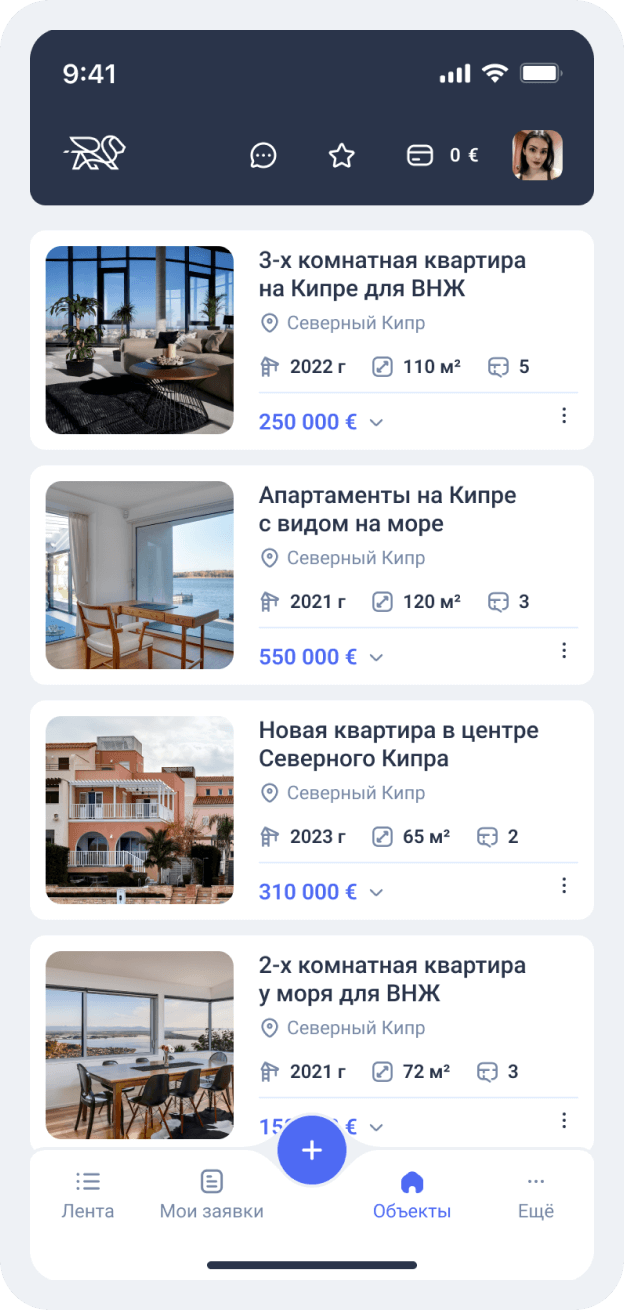 9:41
0 €
3-х комнатная квартира
на Кипре для ВНЖ
Северный Кипр
2022 г 110 м² 5
250 000 €
Апартаменты на Кипре
с видом на море
Северный Кипр
2021 г 120 м² 3
550 000 €
Новая квартира в центре
Северного Кипра
Северный Кипр
2023 г 65 м² 2
310 000 €
2-х комнатная квартира
у моря для ВНЖ
Северный Кипр
2021 г 72 м² 3
€
Лента Мои заявки Объекты Ещё